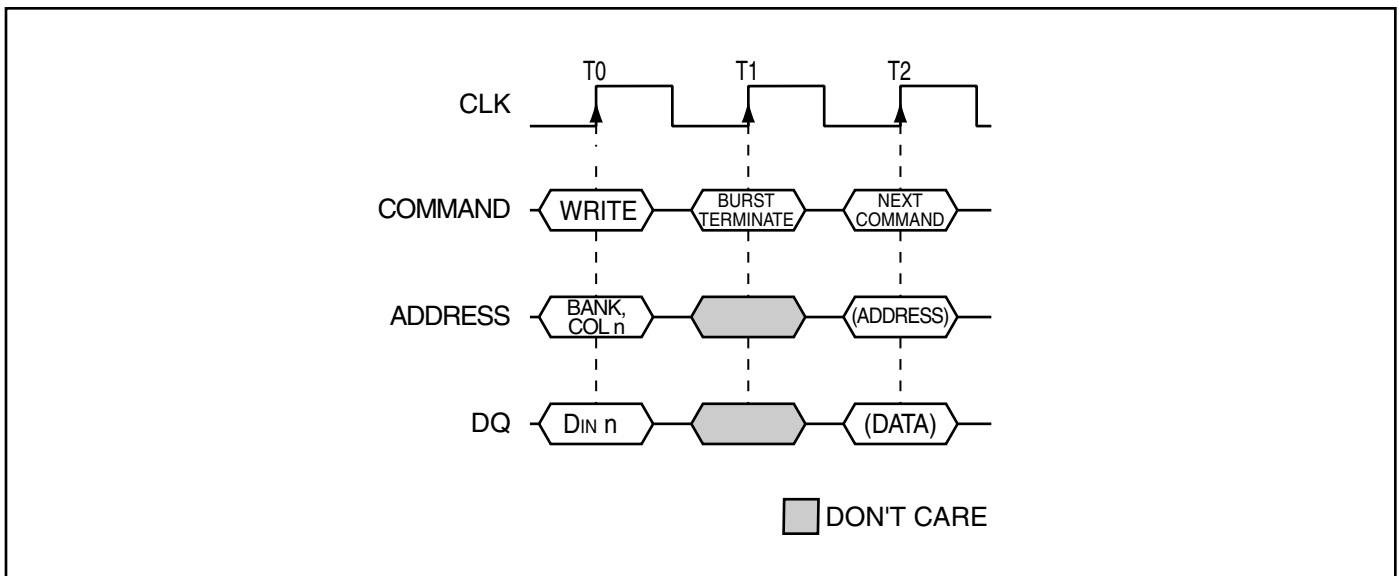 T0 T1 T2
CLK
COMMAND WRITE BURST TERMINATE NEXT COMMAND
ADDRESS BANK, COL n (ADDRESS)
DQ DIN n (DATA)
DON'T CARE